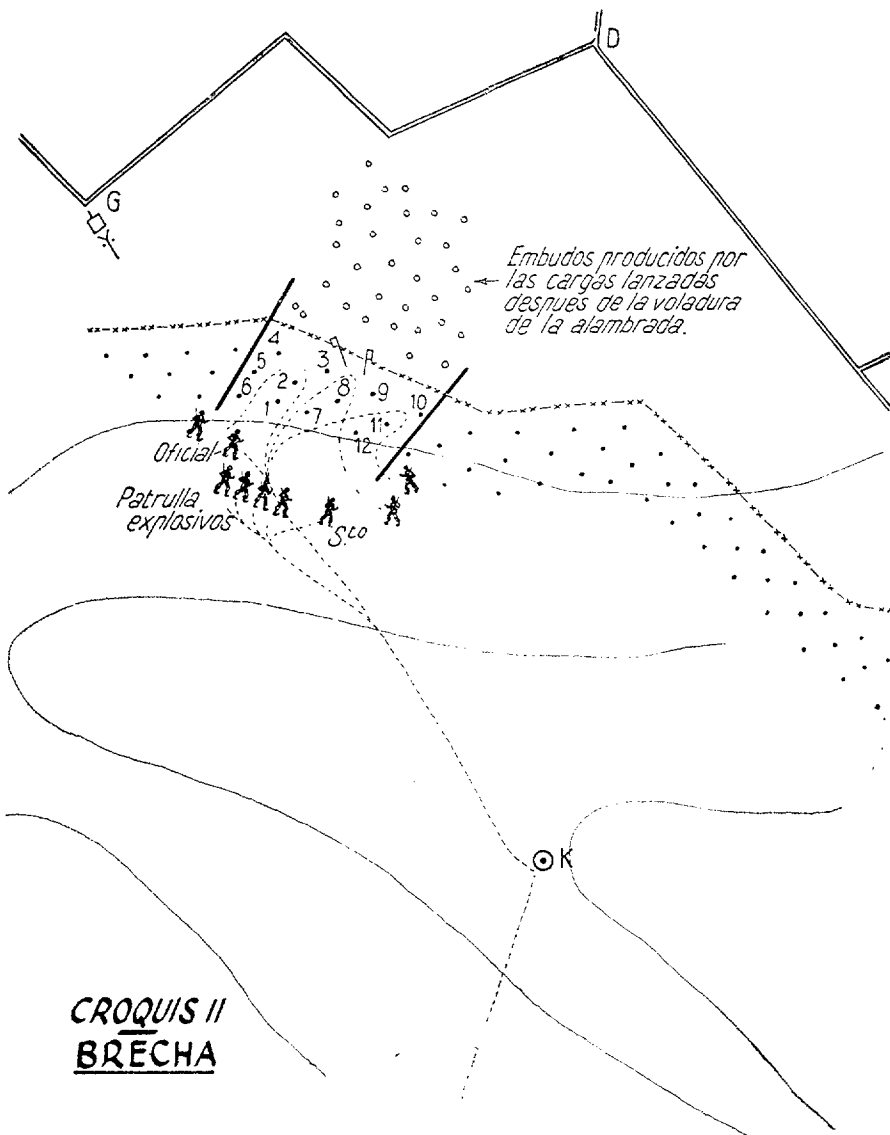 D
G
Embudos producidos por
las cargas lanzadas
despues de la voladura
de la alambrada.
4
5
3
6
2
8
9
1
7
10
11
12
Oficial
Patrulla
explosivos
S.to
K
CROQUIS II
BRECHA